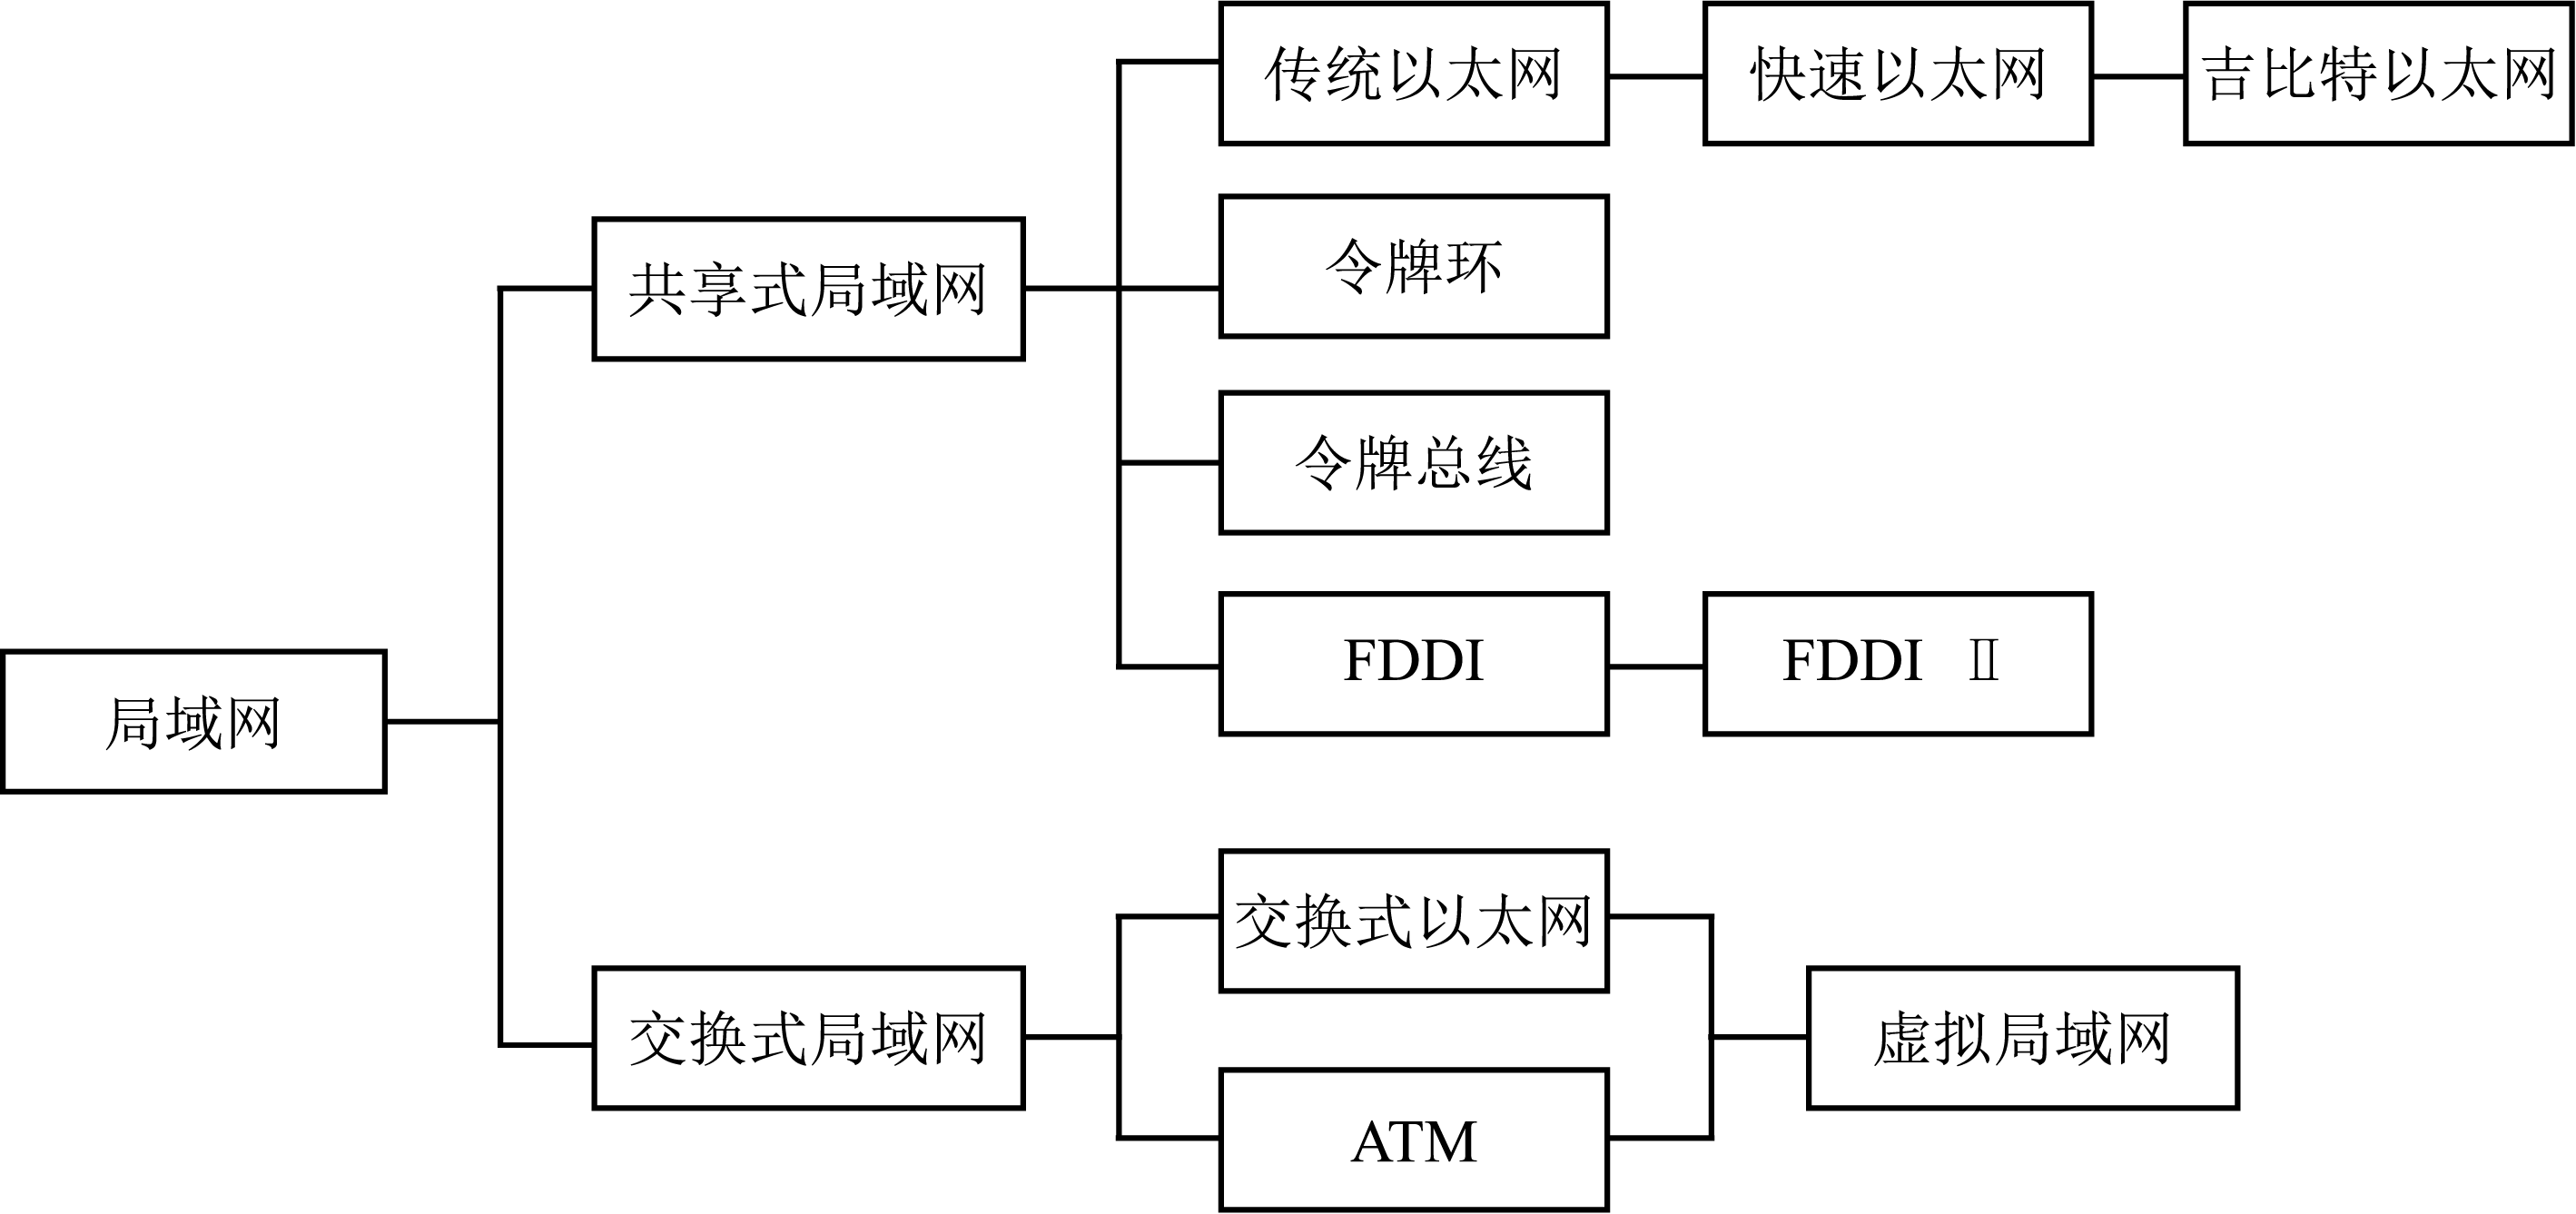 传统以太网
快速以太网
吉比特以太网
令牌环
共享式局域网
令牌总线
FDDI
FDDI Ⅱ
局域网
交换式以太网
交换式局域网
虚拟局域网
ATM